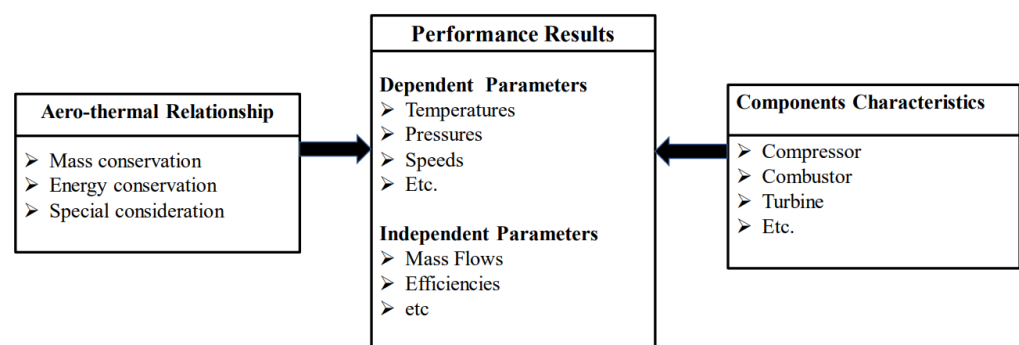 Aero-thermal Relationship
➢ Mass conservation
➢ Energy conservation
➢ Special consideration
Performance Results
Dependent Parameters
➢ Temperatures
➢ Pressures
➢ Speeds
➢ Etc.
Independent Parameters
➢ Mass Flows
➢ Efficiencies
➢ etc
Components Characteristics
➢ Compressor
➢ Combustor
➢ Turbine
➢ Etc.